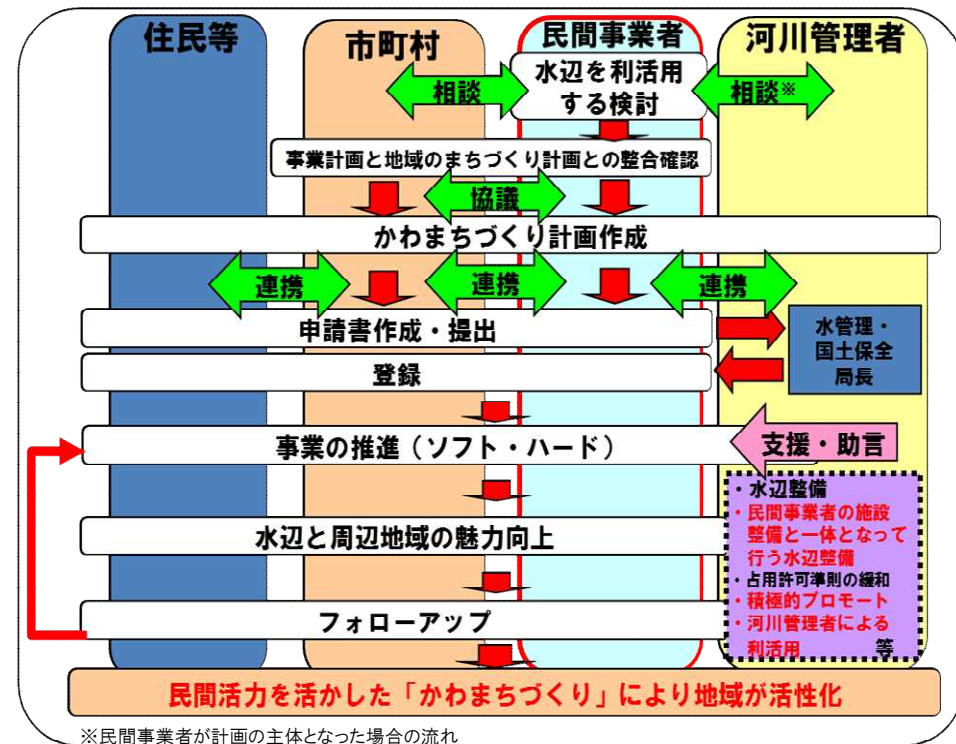 住民等
市町村
民間事業者
河川管理者
相談
水辺を利活用
する検討
相談※
事業計画と地域のまちづくり計画との整合確認
協議
かわまちづくり計画作成
連携
連携
連携
申請書作成・提出
水管理・
国土保全
局長
登録
事業の推進（ソフト・ハード）
支援・助言
・水辺整備
・民間事業者の施設
整備と一体となって
行う水辺整備
・占用許可準則の緩和
・積極的プロモート
・河川管理者による
利活用 等
水辺と周辺地域の魅力向上
フォローアップ
民間活力を活かした「かわまちづくり」により地域が活性化
※民間事業者が計画の主体となった場合の流れ